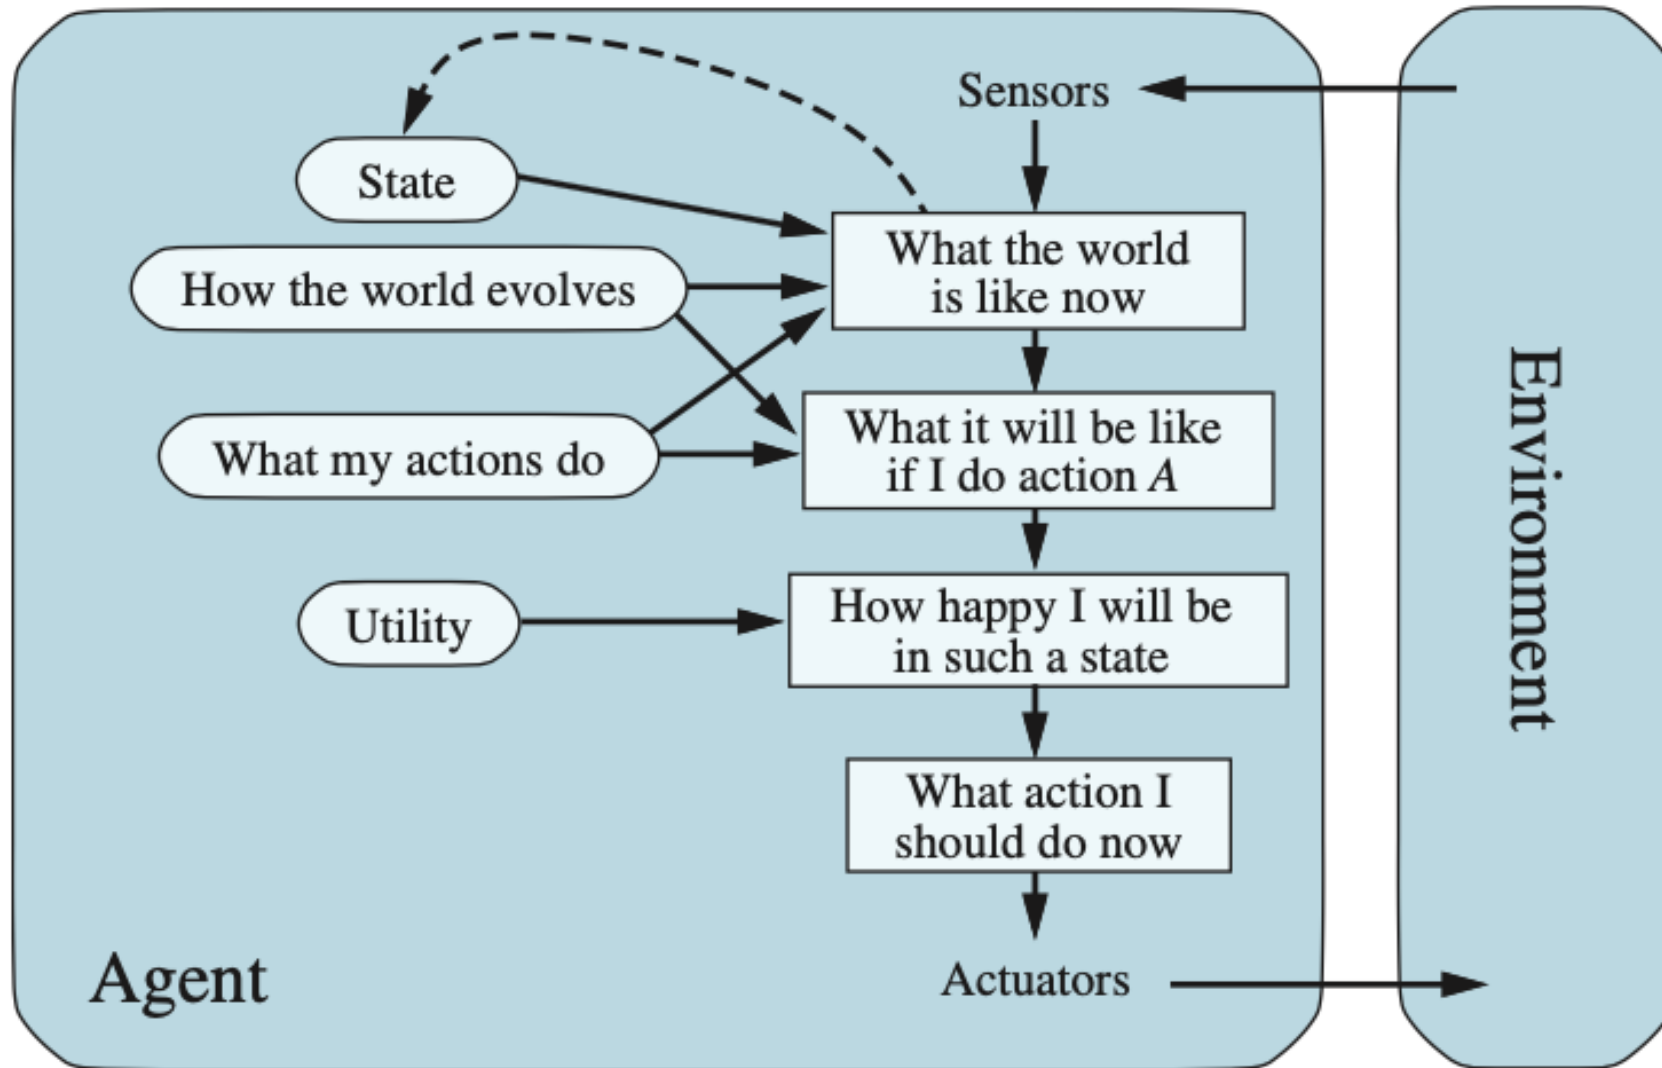 Sensors
State
What the world
is like now
How the world evolves
What it will be like
if I do action A
What my actions do
How happy I will be
in such a state
Utility
What action I
should do now
Agent
Actuators
Environment